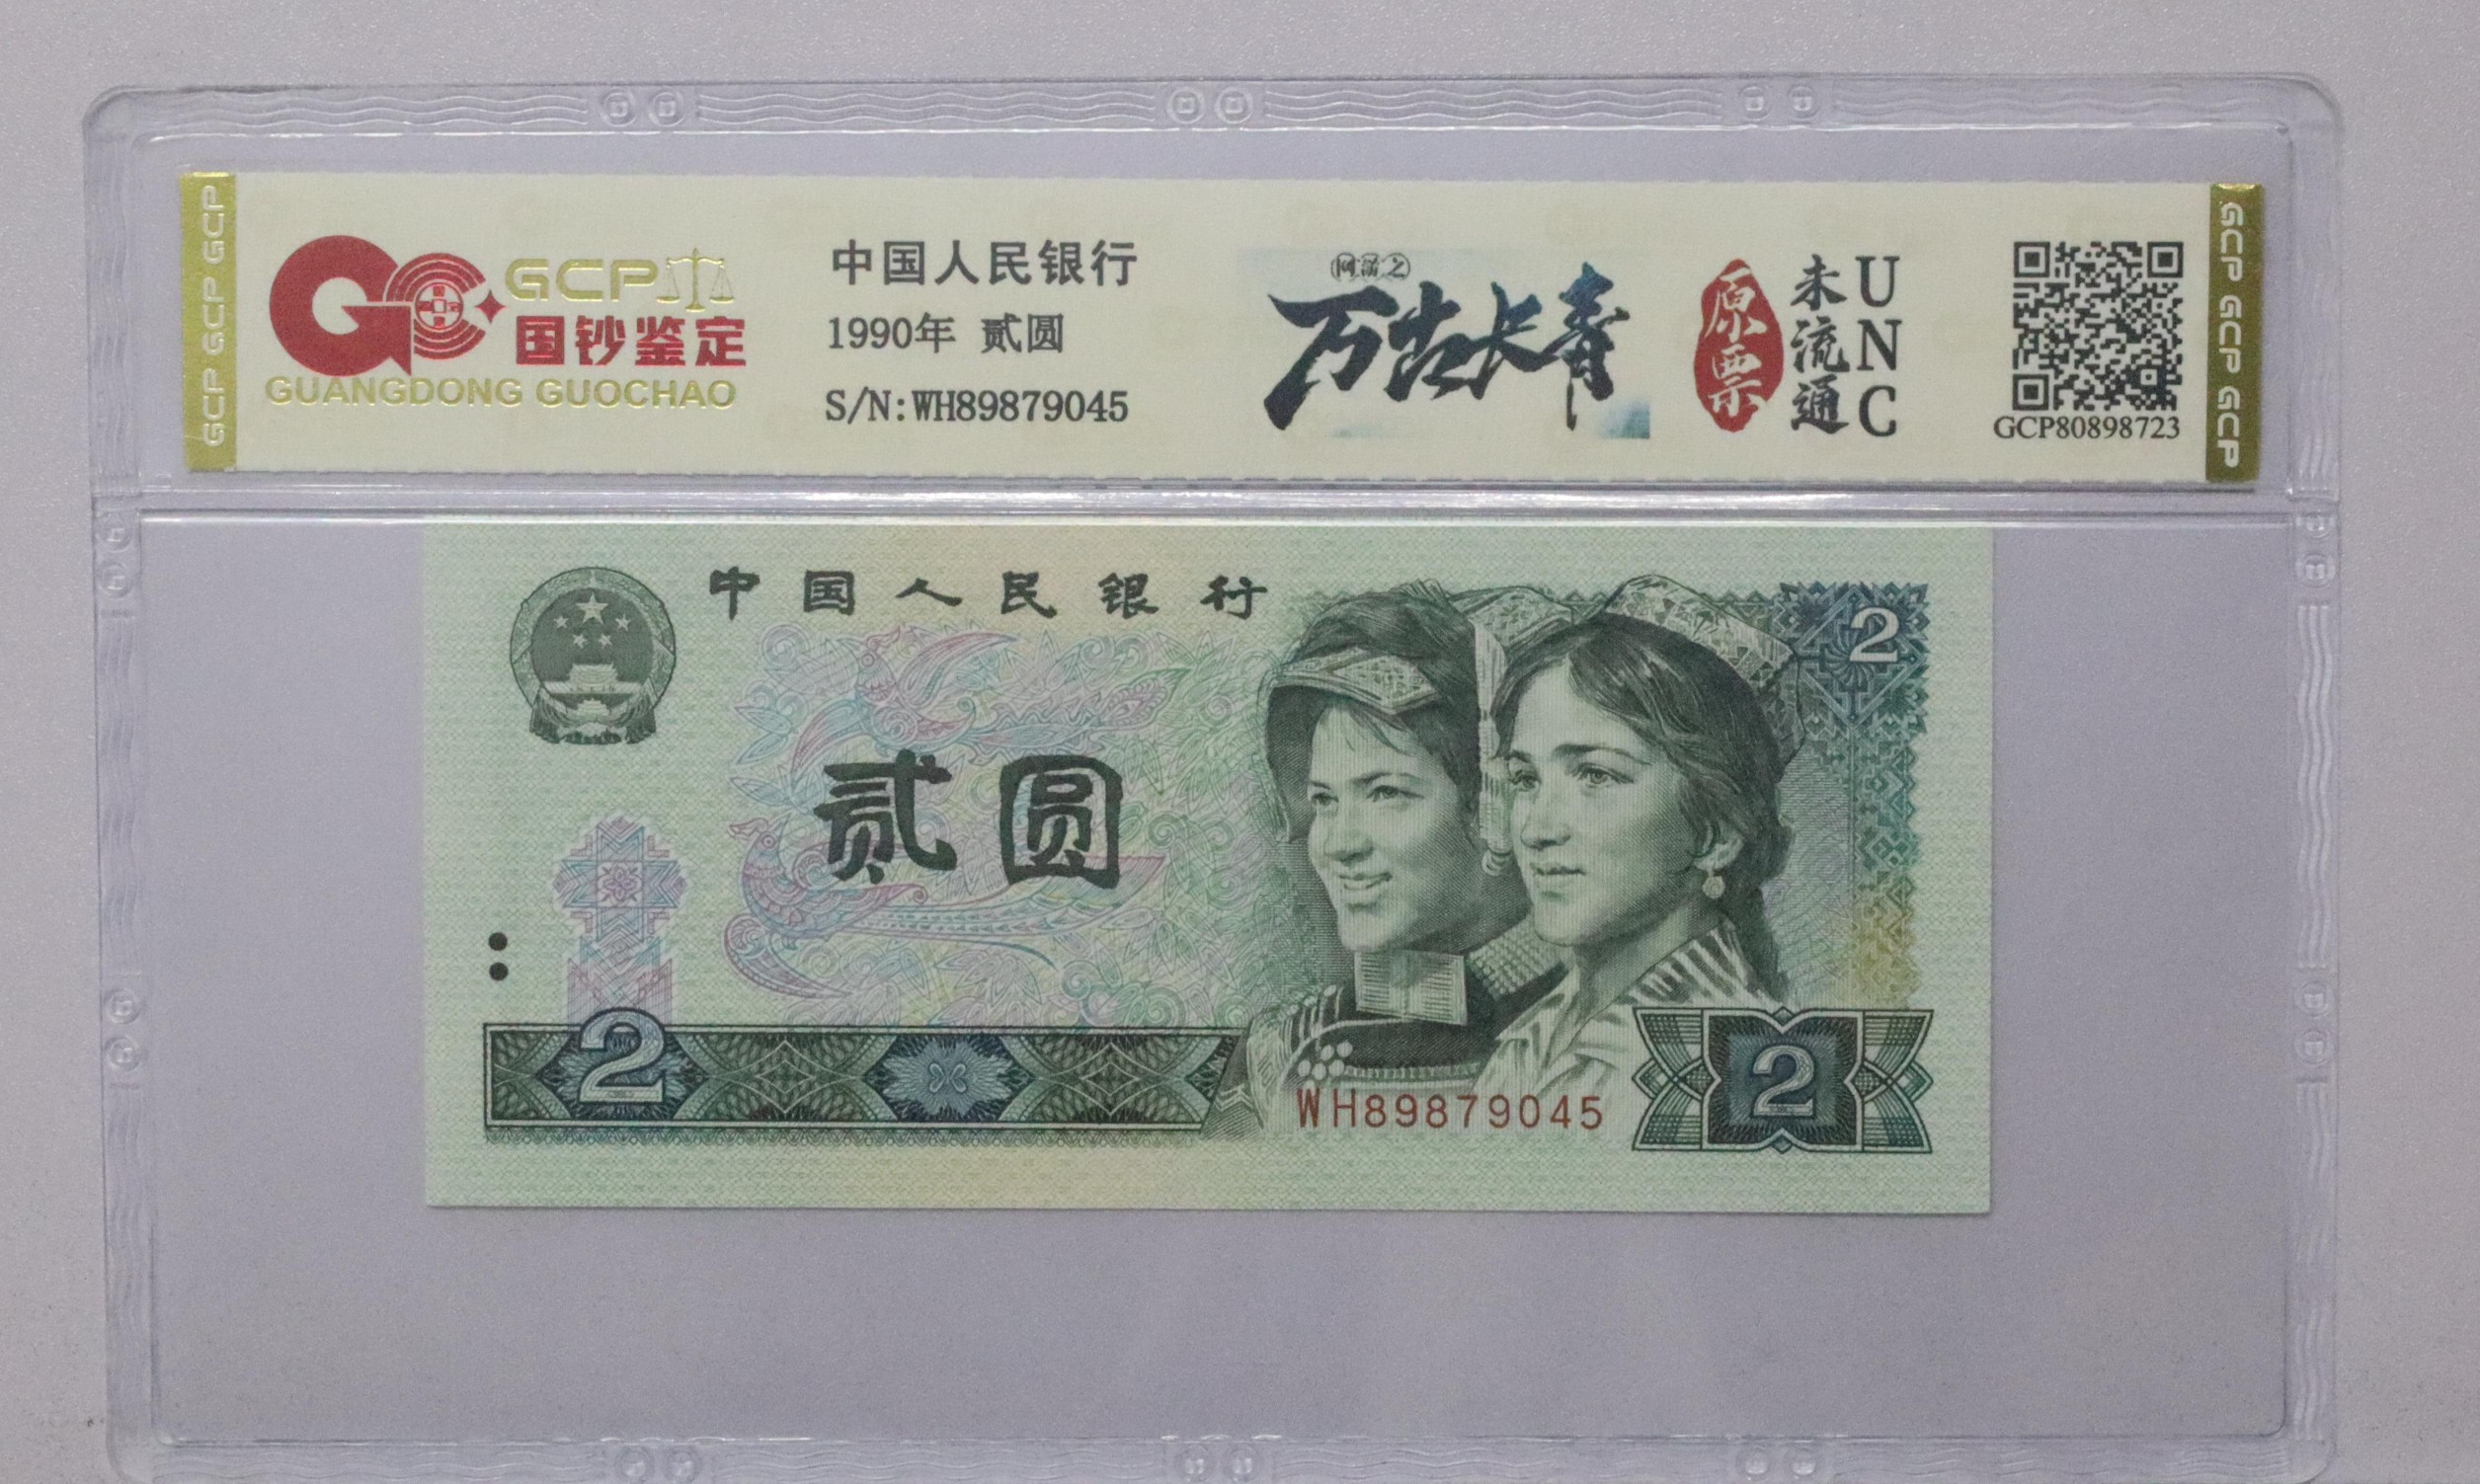 GCP GCP GCP
GCP
国钞鉴定
GUANGDONG GUOCHAO
中国人民银行
1990年 贰圆
S/N:WH89879045
万古长青
原票
未流通
UNC
GCP80898723
GCP GCP GCP
中国人民银行
2
贰圆
2
WH89879045
2